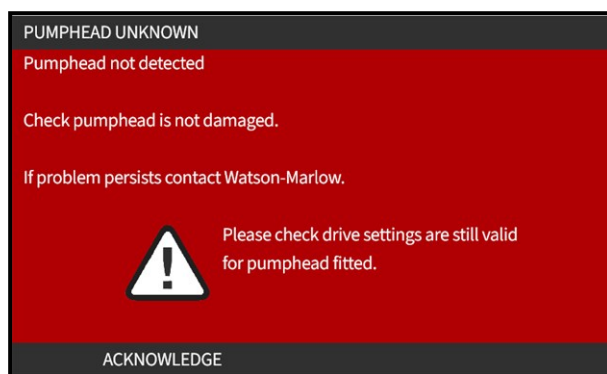 PUMPHEAD UNKNOWN
Pumphead not detected
Check pumphead is not damaged.
If problem persists contact Watson-Marlow.
Please check drive settings are still valid
for pumphead fitted.
ACKNOWLEDGE